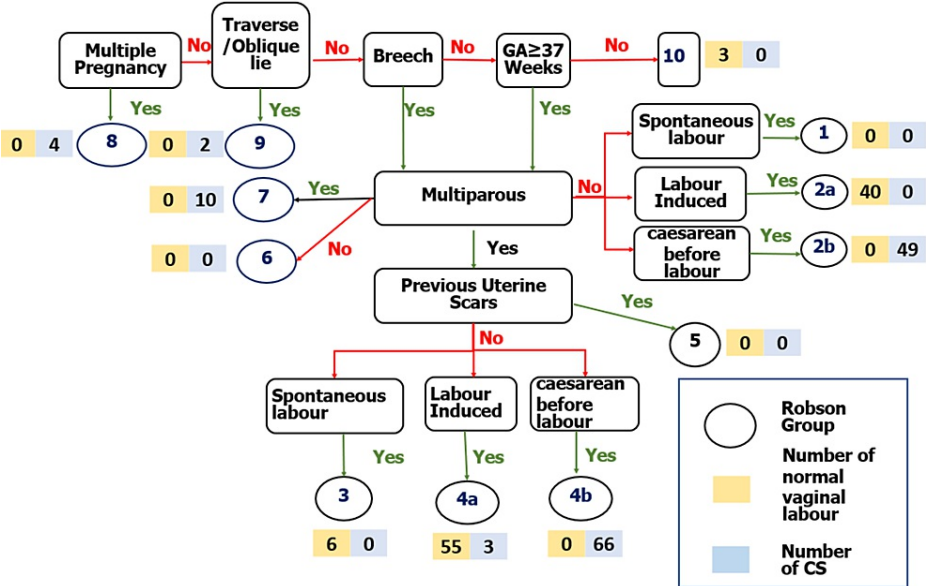 Multiple
Pregnancy
No
Traverse
/Oblique
lie
No
Breech
No
GA≥37
Weeks
No
10
3 0
Yes
Yes
Yes
Yes
0 4
8
0 2
9
Spontaneous
labour
Yes
1
0 0
0 10
7
Yes
Multiparous
No
Labour
Induced
Yes
2a
40 0
0 0
6
No
Yes
caesarean
before
labour
Yes
2b
0 49
Previous Uterine
Scars
Yes
5
0 0
No
Spontaneous
labour
Labour
Induced
caesarean
before
labour
Yes
Yes
Yes
3
4a
4b
6 0
55 3
0 66
Robson
Group
Number of
normal
vaginal
labour
Number
of CS